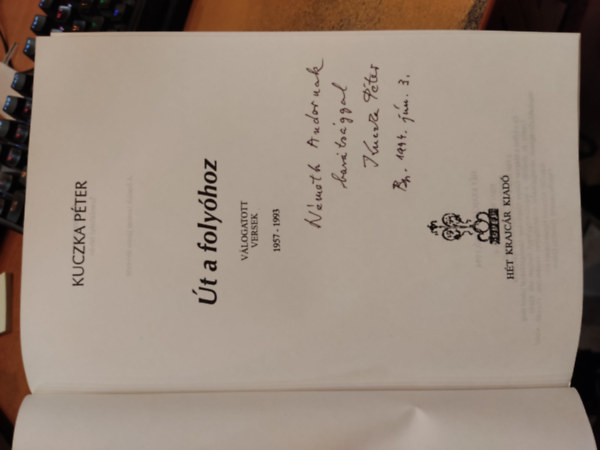 KUCZKA PÉTER
Út a folyóhoz
VÁLOGATOTT
VERSEK
1957 - 1993
Németh Andornak
barátsággal
Kuczka Péter
Bp. 1994. jún. 3.
HÉT KRAJCÁR KIADÓ